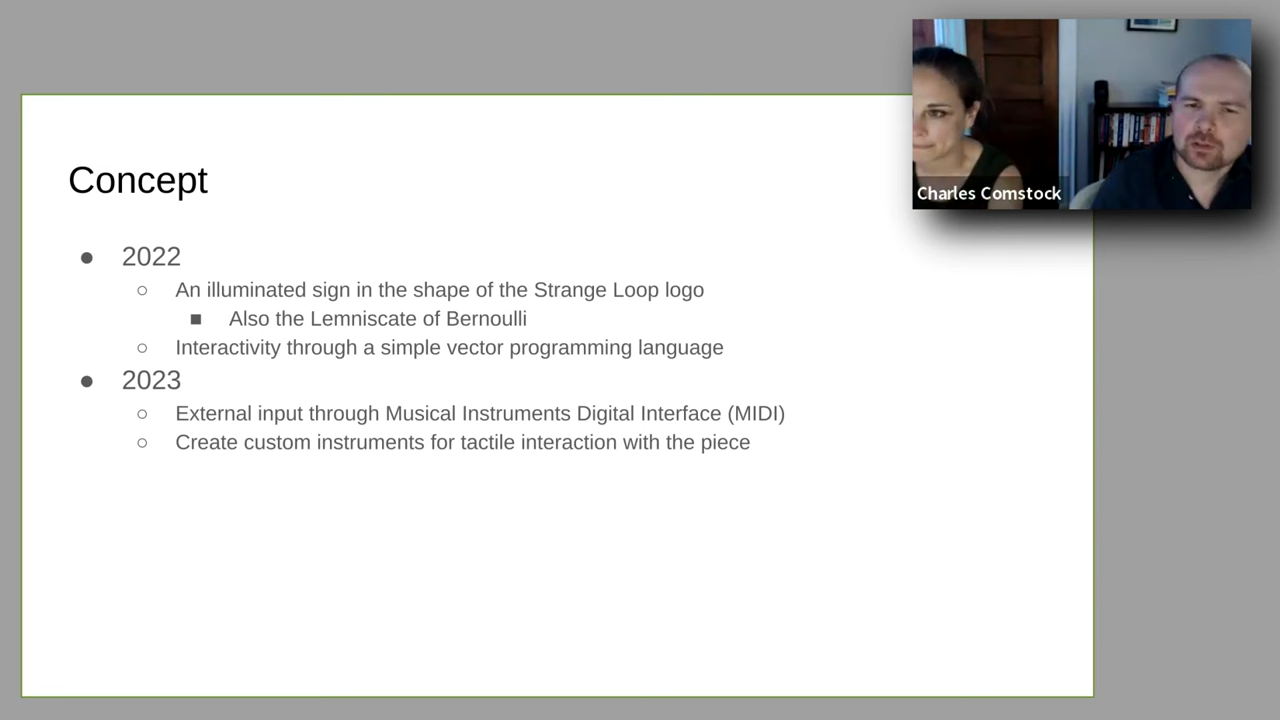 Concept
● 2022
○ An illuminated sign in the shape of the Strange Loop logo
■ Also the Lemniscate of Bernoulli
○ Interactivity through a simple vector programming language
● 2023
○ External input through Musical Instruments Digital Interface (MIDI)
○ Create custom instruments for tactile interaction with the piece
Charles Comstock